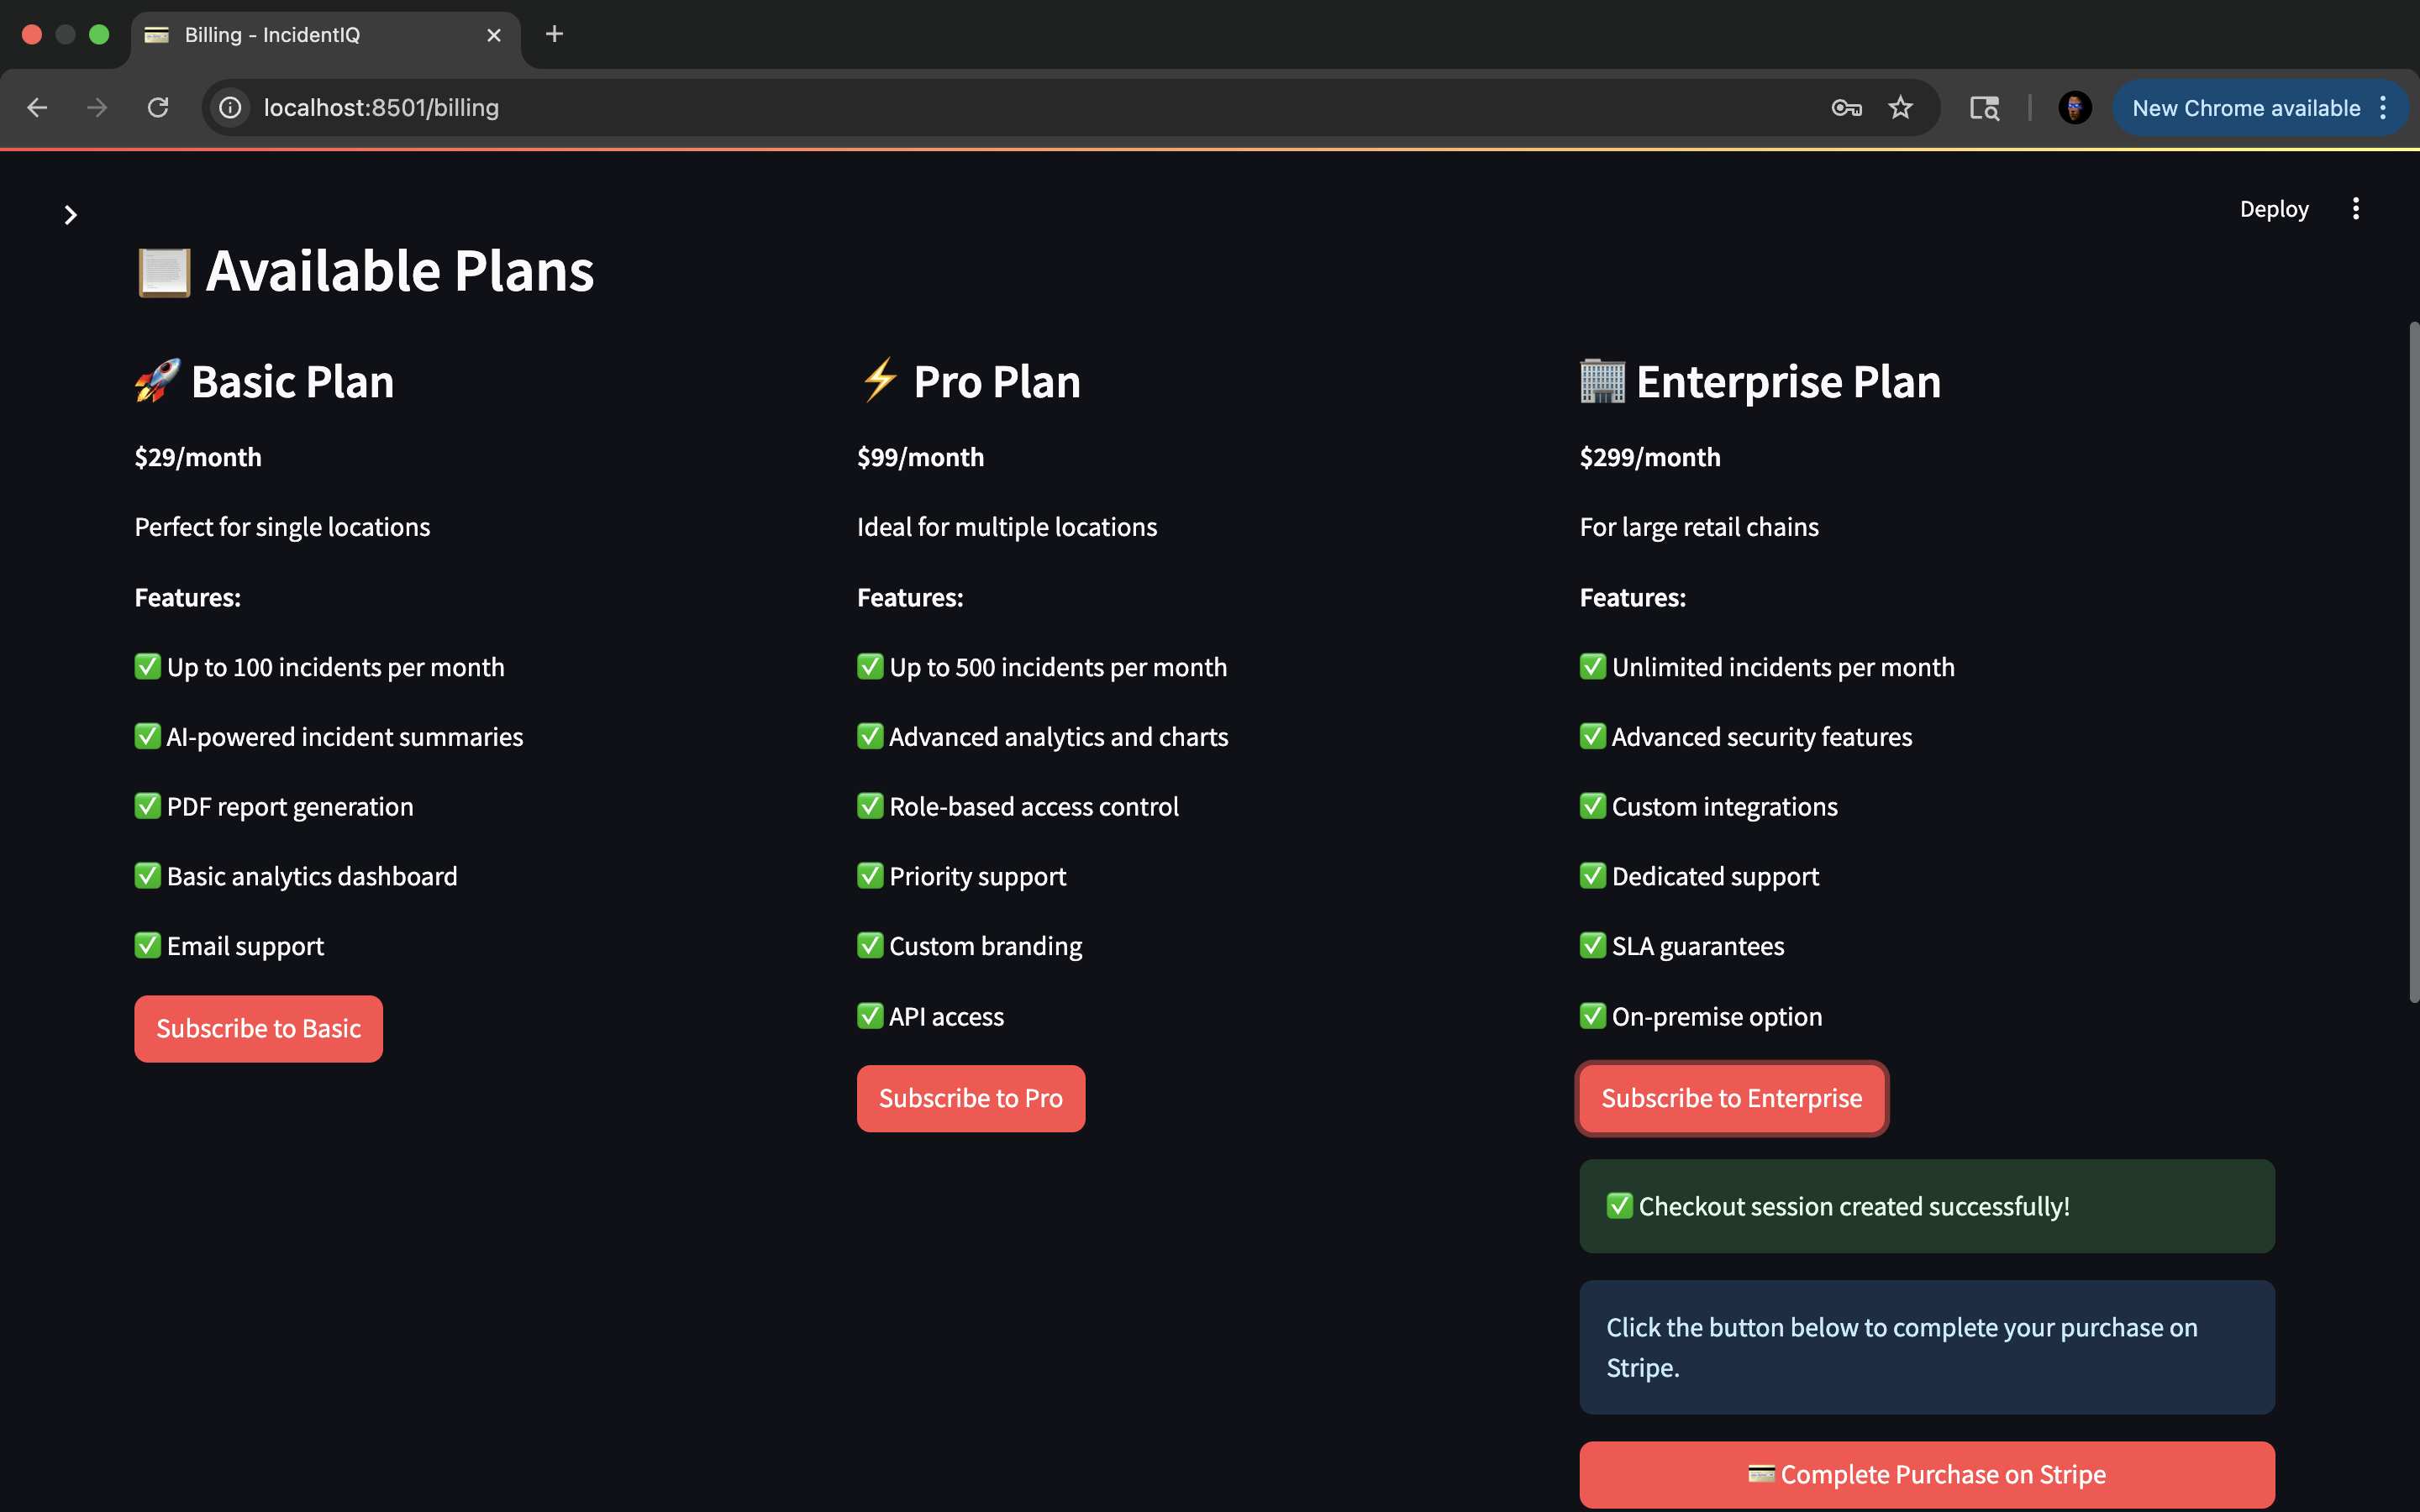 Billing - IncidentIQ
localhost:8501/billing
New Chrome available
Deploy
Available Plans
Basic Plan
$29/month
Perfect for single locations
Features:
✅ Up to 100 incidents per month
✅ AI-powered incident summaries
✅ PDF report generation
✅ Basic analytics dashboard
✅ Email support
Subscribe to Basic
Pro Plan
$99/month
Ideal for multiple locations
Features:
✅ Up to 500 incidents per month
✅ Advanced analytics and charts
✅ Role-based access control
✅ Priority support
✅ Custom branding
✅ API access
Subscribe to Pro
Enterprise Plan
$299/month
For large retail chains
Features:
✅ Unlimited incidents per month
✅ Advanced security features
✅ Custom integrations
✅ Dedicated support
✅ SLA guarantees
✅ On-premise option
Subscribe to Enterprise
✅ Checkout session created successfully!
Click the button below to complete your purchase on
Stripe.
Complete Purchase on Stripe